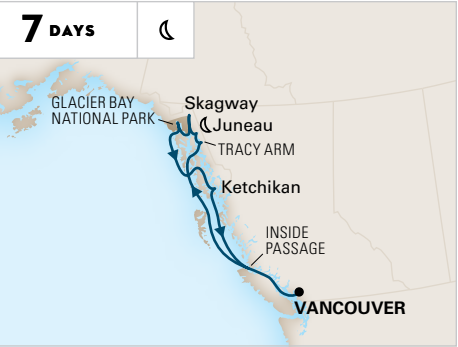 7 DAYS
GLACIER BAY
NATIONAL PARK
Skagway
Juneau
TRACY ARM
Ketchikan
INSIDE
PASSAGE
VANCOUVER